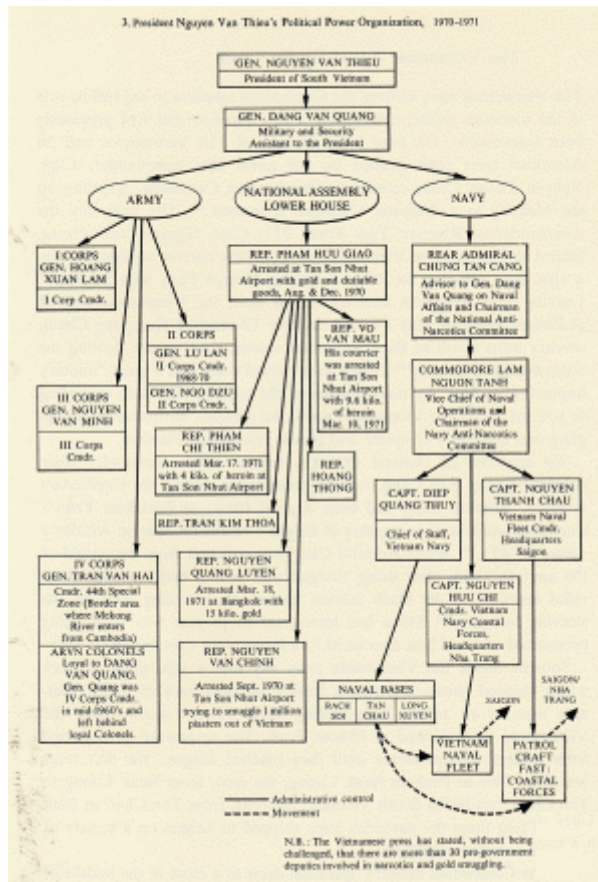 3. President Nguyen Van Thieu's Political Power Organization, 1970–1971
GEN. NGUYEN VAN THIEU
President of South Vietnam
GEN. DANG VAN QUANG
Military and Security
Assistant to the President
ARMY
NATIONAL ASSEMBLY
LOWER HOUSE
NAVY
I CORPS
GEN. HOANG
XUAN LAM
I Corp Cmdr.
II CORPS
GEN. LU LAN
II Corps Cmdr.
1968-70
GEN. NGO DZU
II Corps Cmdr.
III CORPS
GEN. NGUYEN
VAN MINH
III Corps
Cmdr.
IV CORPS
GEN. TRAN VAN HAI
Cmdr. 44th Special
Zone (Border area
where Mekong
River enters
from Cambodia)
ARVN COLONELS
Loyal to DANG
VAN QUANG.
Gen. Quang was
IV Corps Cmdr.
in mid 1960's and
left behind
loyal Colonels.
REP. PHAM HUU GIAO
Arrested at Tan Son Nhut
Airport with gold and dutiable
goods, Aug. & Dec. 1970
REP. VO
VAN MAU
His courrier
was arrested
at Tan Son
Nhut Airport
with 9.6 kilo.
of heroin
Mar. 10, 1971
REP. PHAM
CHI THIEN
Arrested Mar. 17, 1971
with 4 kilo. of heroin at
Tan Son Nhut Airport
REP.
HOANG
THONG
REP. TRAN KIM THOA
REP. NGUYEN
QUANG LUYEN
Arrested Mar. 18,
1971 at Bangkok with
15 kilo. gold
REP. NGUYEN
VAN CHINH
Arrested Sept. 1970 at
Tan Son Nhut Airport
trying to smuggle 1 million
piasters out of Vietnam
REAR ADMIRAL
CHUNG TAN CANG
Advisor to Gen. Dang
Van Quang on Naval
Affairs and Chairman
of the National Anti-
Narcotics Committee
COMMODORE LAM
NGUON TANH
Vice Chief of Naval
Operations and
Chairman of the
Navy Anti-Narcotics
Committee
CAPT. DIEP
QUANG THUY
Chief of Staff,
Vietnam Navy
CAPT. NGUYEN
THANH CHAU
Vietnam Naval
Fleet Cmdr.
Headquarters
Saigon
CAPT. NGUYEN
HUU CHI
Cmdr. Vietnam
Navy Coastal
Forces,
Headquarters
Nha Trang
NAVAL BASES
RACH
SOI
TAN
CHAU
LONG
XUYEN
SAIGON
SAIGON/
NHA
TRANG
VIETNAM
NAVAL
FLEET
PATROL
CRAFT
FAST:
COASTAL
FORCES
Administrative control
Movement
N.B.: The Vietnamese press has stated, without being
challenged, that there are more than 30 pro-government
deputies involved in narcotics and gold smuggling.